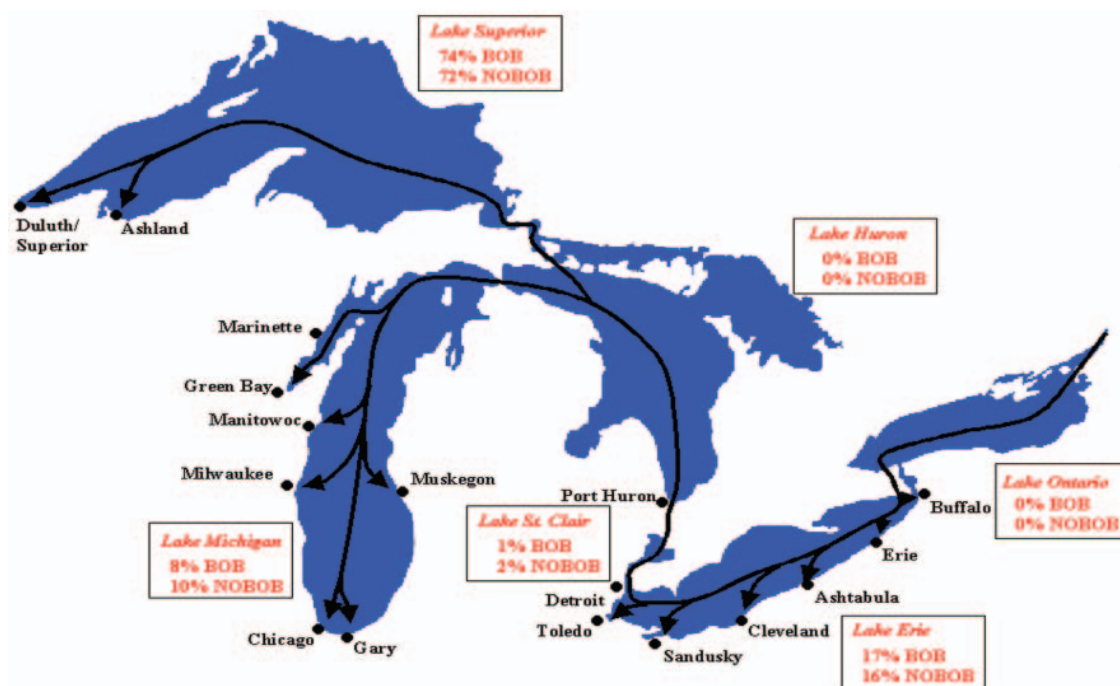 Lake Superior
74% BOB
72% NOBOB
Duluth/
Superior
Ashland
Lake Huron
0% BOB
0% NOBOB
Marinette
Green Bay
Manitowoc
Milwaukee
Muskegon
Port Huron
Lake Michigan
8% BOB
10% NOBOB
Lake St. Clair
1% BOB
2% NOBOB
Lake Ontario
0% BOB
0% NOBOB
Buffalo
Erie
Ashtabula
Detroit
Toledo
Cleveland
Sandusky
Chicago
Gary
Lake Erie
17% BOB
16% NOBOB